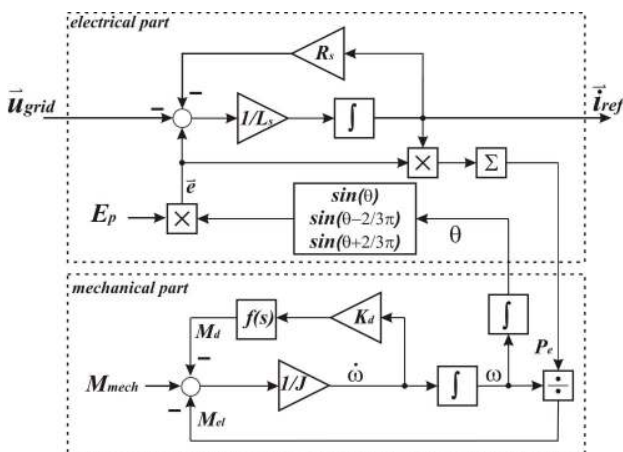 electrical part
R_s
u_grid
1/L_s
∫
i_ref
×
Σ
e
E_p
×
sin(θ)
sin(θ−2/3π)
sin(θ+2/3π)
θ
mechanical part
M_d
f(s)
K_d
∫
P_e
M_mech
1/J
ω̇
∫
ω
÷
M_el